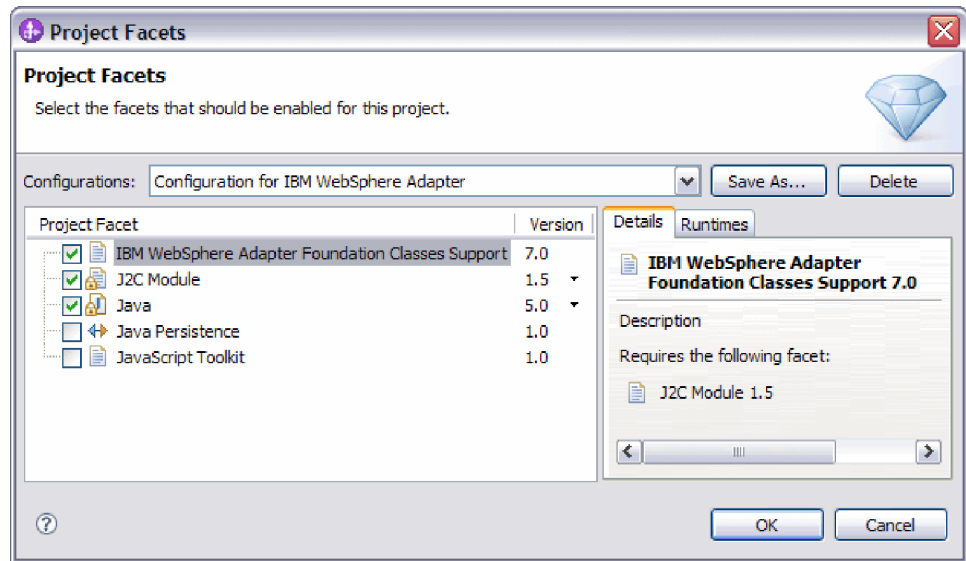 Project Facets
Project Facets
Select the facets that should be enabled for this project.
Configurations: Configuration for IBM WebSphere Adapter Save As... Delete
Project Facet Version
IBM WebSphere Adapter Foundation Classes Support 7.0
J2C Module 1.5
Java 5.0
Java Persistence 1.0
JavaScript Toolkit 1.0
Details Runtimes
IBM WebSphere Adapter
Foundation Classes Support 7.0
Description
Requires the following facet:
J2C Module 1.5
OK Cancel